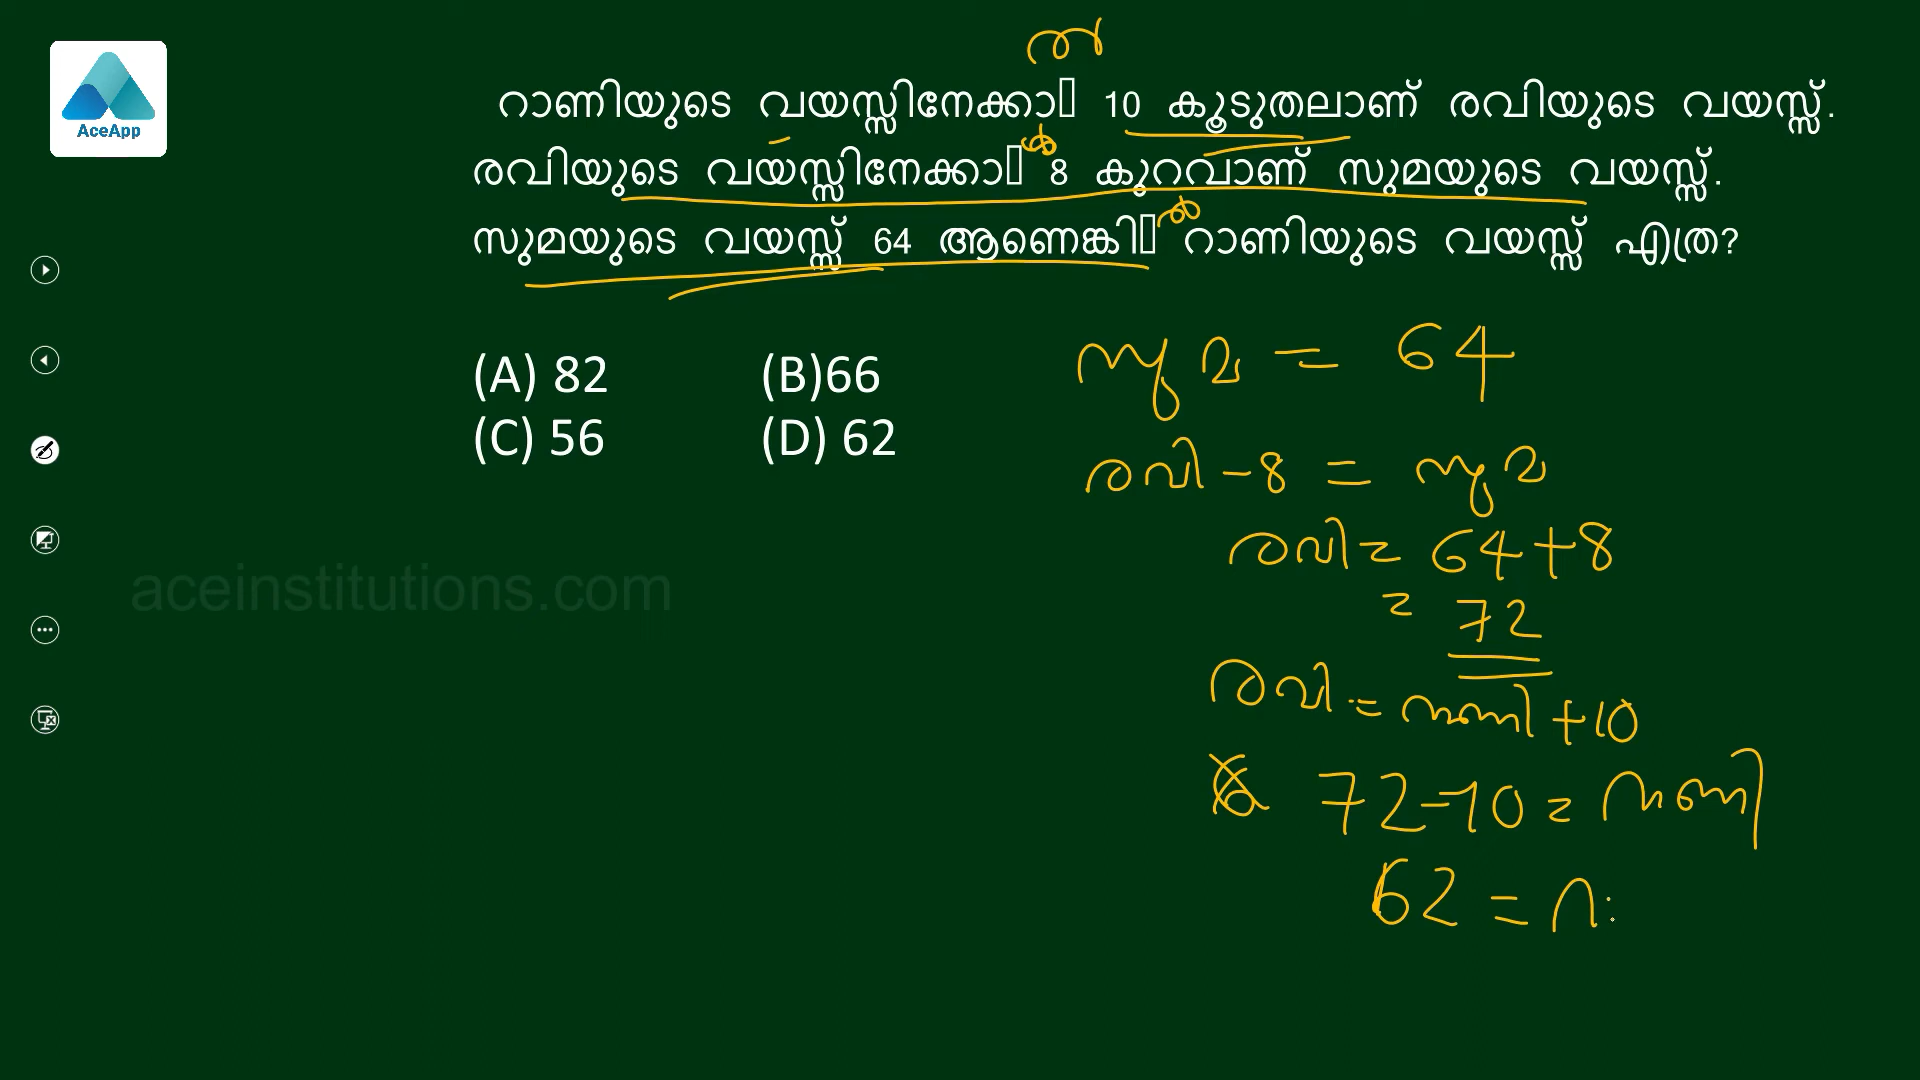 AceApp
റാണിയുടെ വയസ്സിനേക്കാ 10 കൂടുതലാണ് രവിയുടെ വയസ്സ്.
രവിയുടെ വയസ്സിനേക്കാ 8 കുറവാണ് സുമയുടെ വയസ്സ്.
സുമയുടെ വയസ്സ് 64 ആണെങ്കി റാണിയുടെ വയസ്സ് എത്ര?
(A) 82 (B)66
(C) 56 (D) 62
സുമ = 64
രവി - 8 = സുമ
രവി = 64 + 8
= 72
രവി = റാണി + 10
72 - 10 = റാണി
62 = റ
aceinstitutions.com